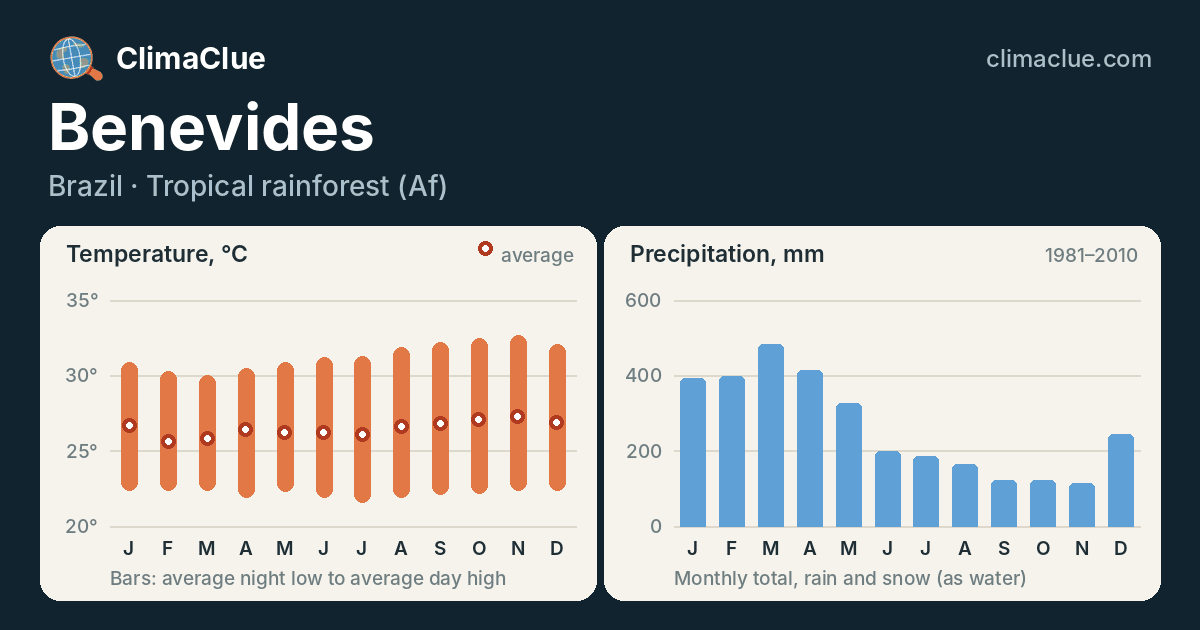 ClimaClue
climaclue.com
Benevides
Brazil · Tropical rainforest (Af)
Temperature, °C
average
35°
30°
25°
20°
J F M A M J J A S O N D
Bars: average night low to average day high
Precipitation, mm
1981–2010
600
400
200
0
J F M A M J J A S O N D
Monthly total, rain and snow (as water)